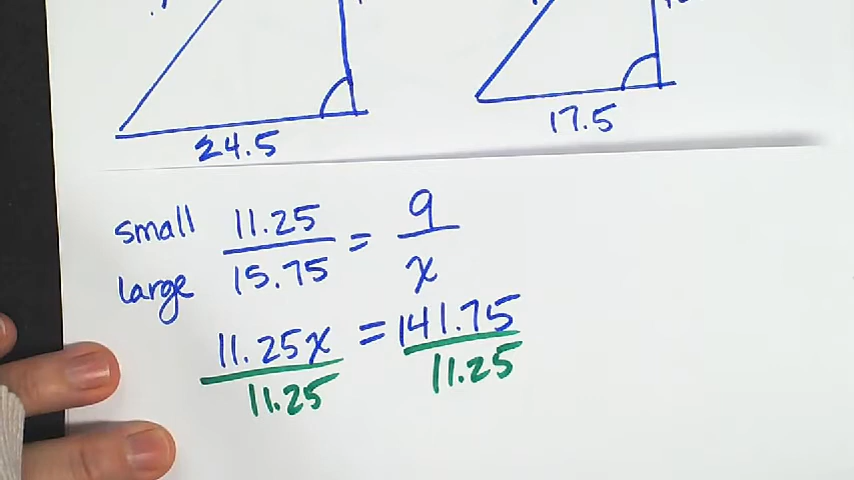 24.5
17.5
small 11.25/15.75 = 9/x
large
11.25x = 141.75
11.25 11.25